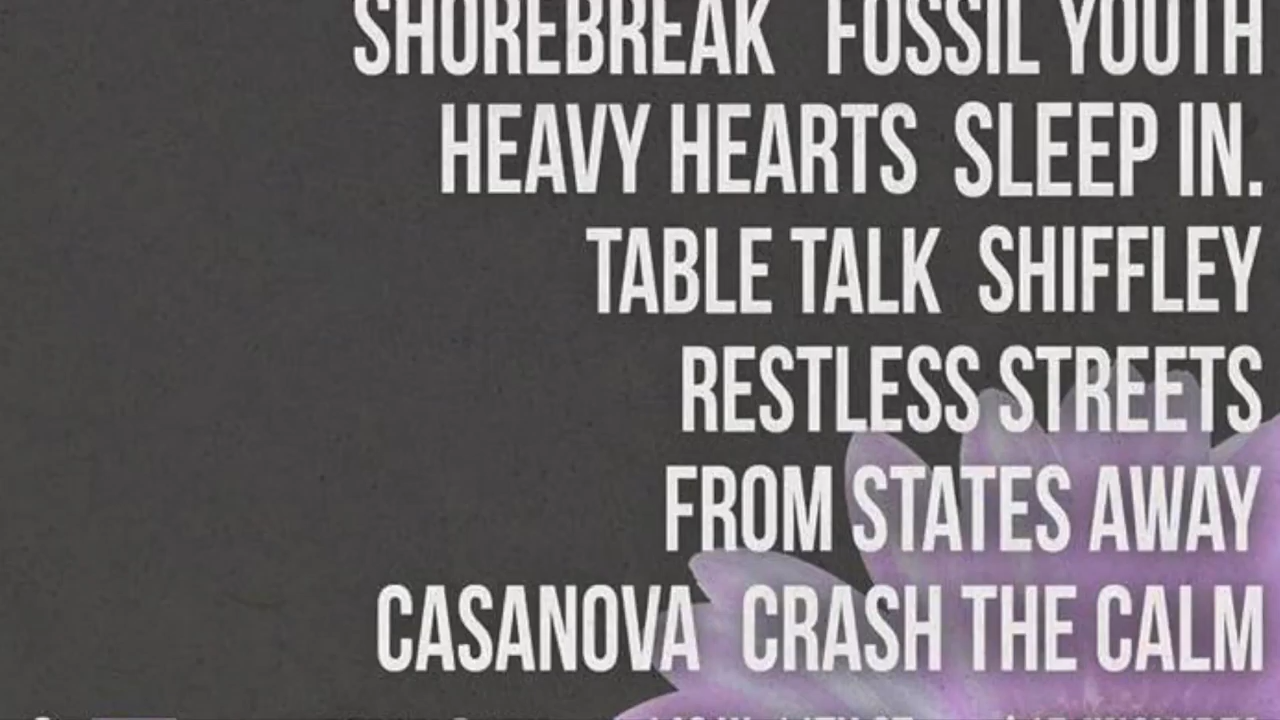 SHOREBREAK FOSSIL YOUTH
HEAVY HEARTS SLEEP IN.
TABLE TALK SHIFFLEY
RESTLESS STREETS
FROM STATES AWAY
CASANOVA CRASH THE CALM